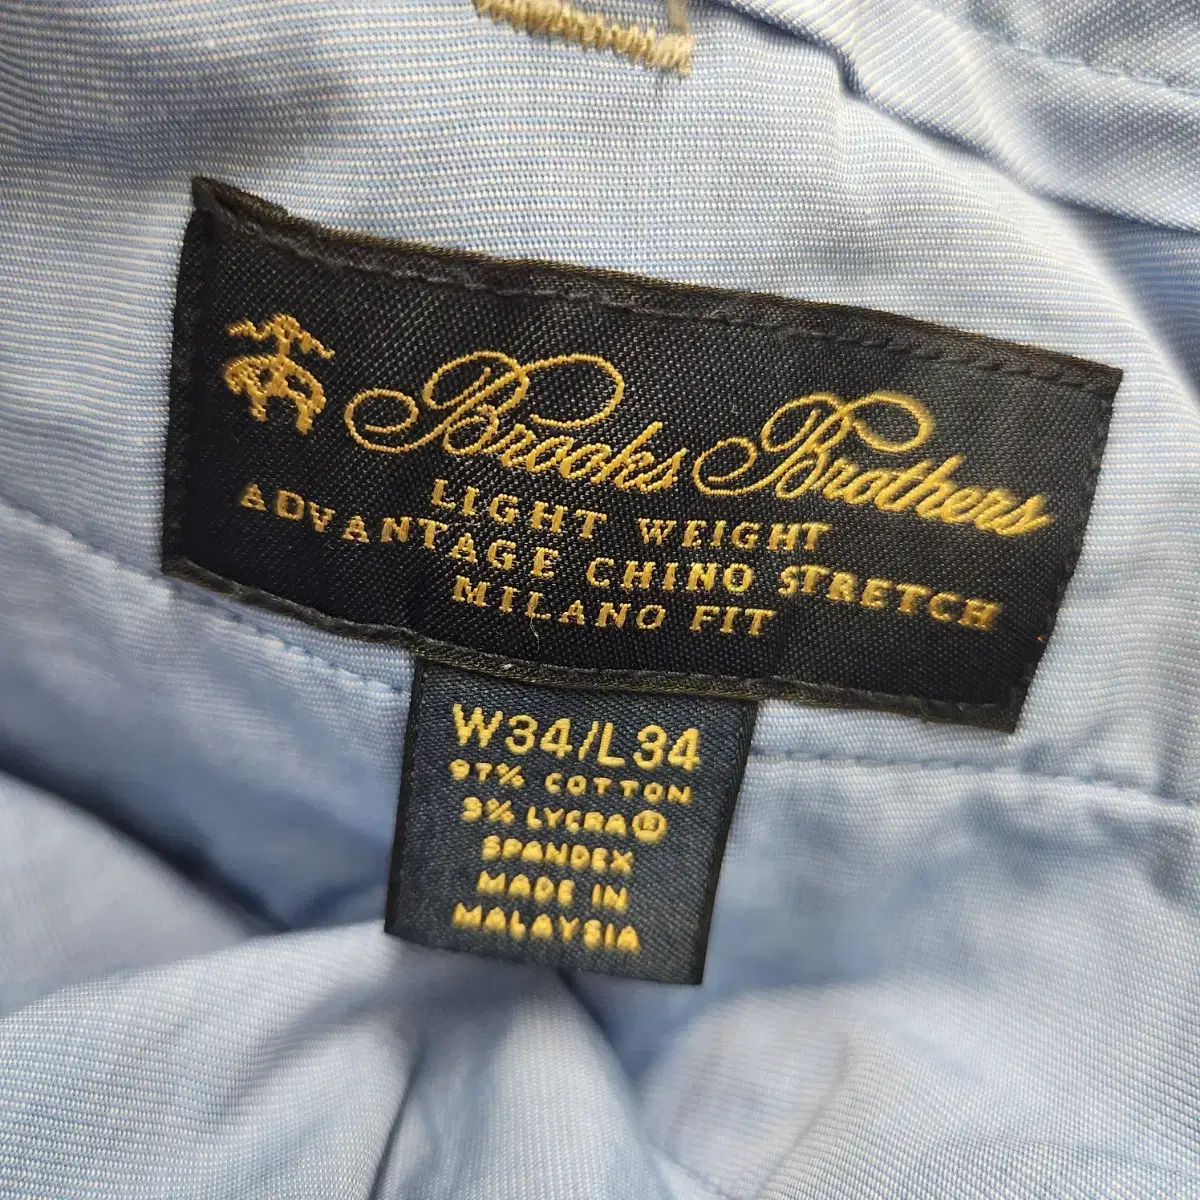 Brooks Brothers
LIGHT WEIGHT
ADVANTAGE CHINO STRETCH
MILANO FIT
W34/L34
97% COTTON
3% LYCRA®
SPANDEX
MADE IN
MALAYSIA